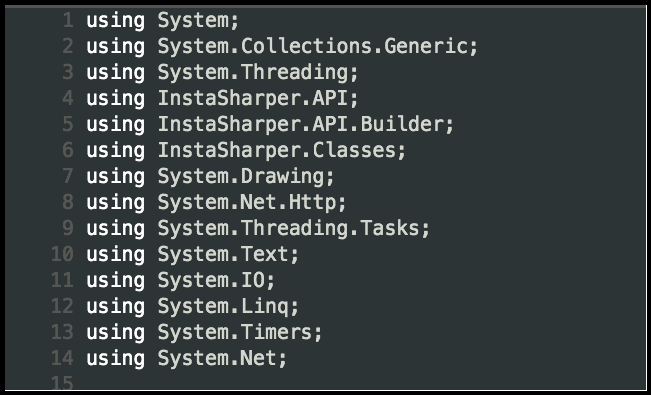 1 using System;
2 using System.Collections.Generic;
3 using System.Threading;
4 using InstaSharper.API;
5 using InstaSharper.API.Builder;
6 using InstaSharper.Classes;
7 using System.Drawing;
8 using System.Net.Http;
9 using System.Threading.Tasks;
10 using System.Text;
11 using System.IO;
12 using System.Linq;
13 using System.Timers;
14 using System.Net;
15